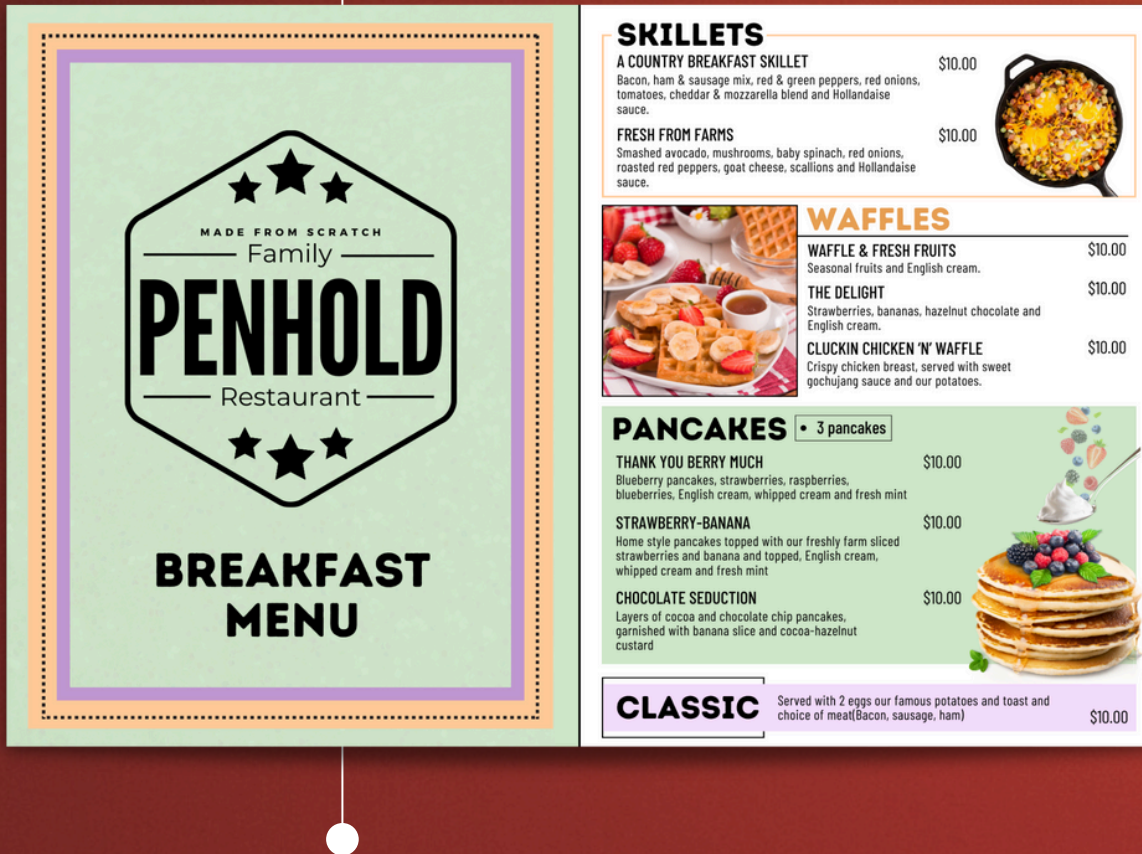 MADE FROM SCRATCH
Family
PENHOLD
Restaurant
BREAKFAST
MENU
SKILLETS
A COUNTRY BREAKFAST SKILLET $10.00
Bacon, ham & sausage mix, red & green peppers, red onions,
tomatoes, cheddar & mozzarella blend and Hollandaise
sauce.
FRESH FROM FARMS $10.00
Smashed avocado, mushrooms, baby spinach, red onions,
roasted red peppers, goat cheese, scallions and Hollandaise
sauce.
WAFFLES
WAFFLE & FRESH FRUITS $10.00
Seasonal fruits and English cream.
THE DELIGHT $10.00
Strawberries, bananas, hazelnut chocolate and
English cream.
CLUCKIN CHICKEN ‘N’ WAFFLE $10.00
Crispy chicken breast, served with sweet
gochujang sauce and our potatoes.
PANCAKES • 3 pancakes
THANK YOU BERRY MUCH $10.00
Blueberry pancakes, strawberries, raspberries,
blueberries, English cream, whipped cream and fresh mint
STRAWBERRY-BANANA $10.00
Home style pancakes topped with our freshly farm sliced
strawberries and banana and topped, English cream,
whipped cream and fresh mint
CHOCOLATE SEDUCTION $10.00
Layers of cocoa and chocolate chip pancakes,
garnished with banana slice and cocoa-hazelnut
custard
CLASSIC
Served with 2 eggs our famous potatoes and toast and
choice of meat(Bacon, sausage, ham) $10.00